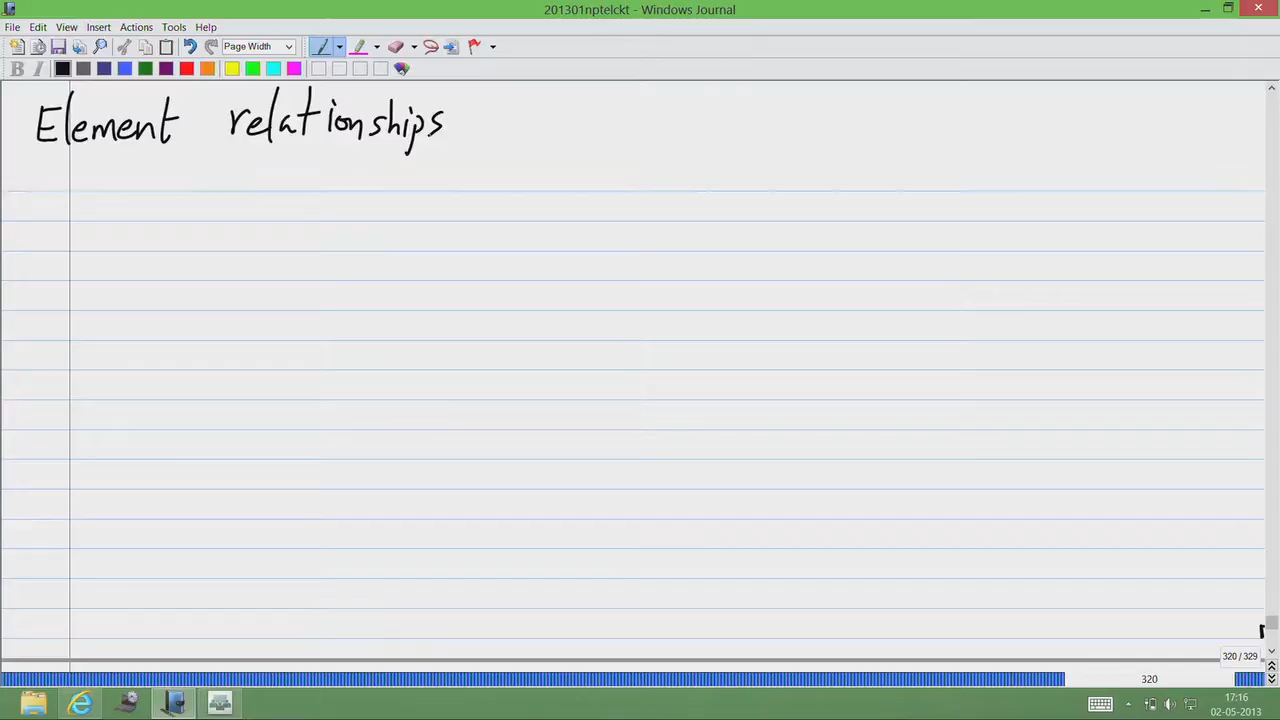 201301nptelckt - Windows Journal
File Edit View Insert Actions Tools Help
Page Width
B I
Element relationships
320 / 329
320
17:16
02-05-2013